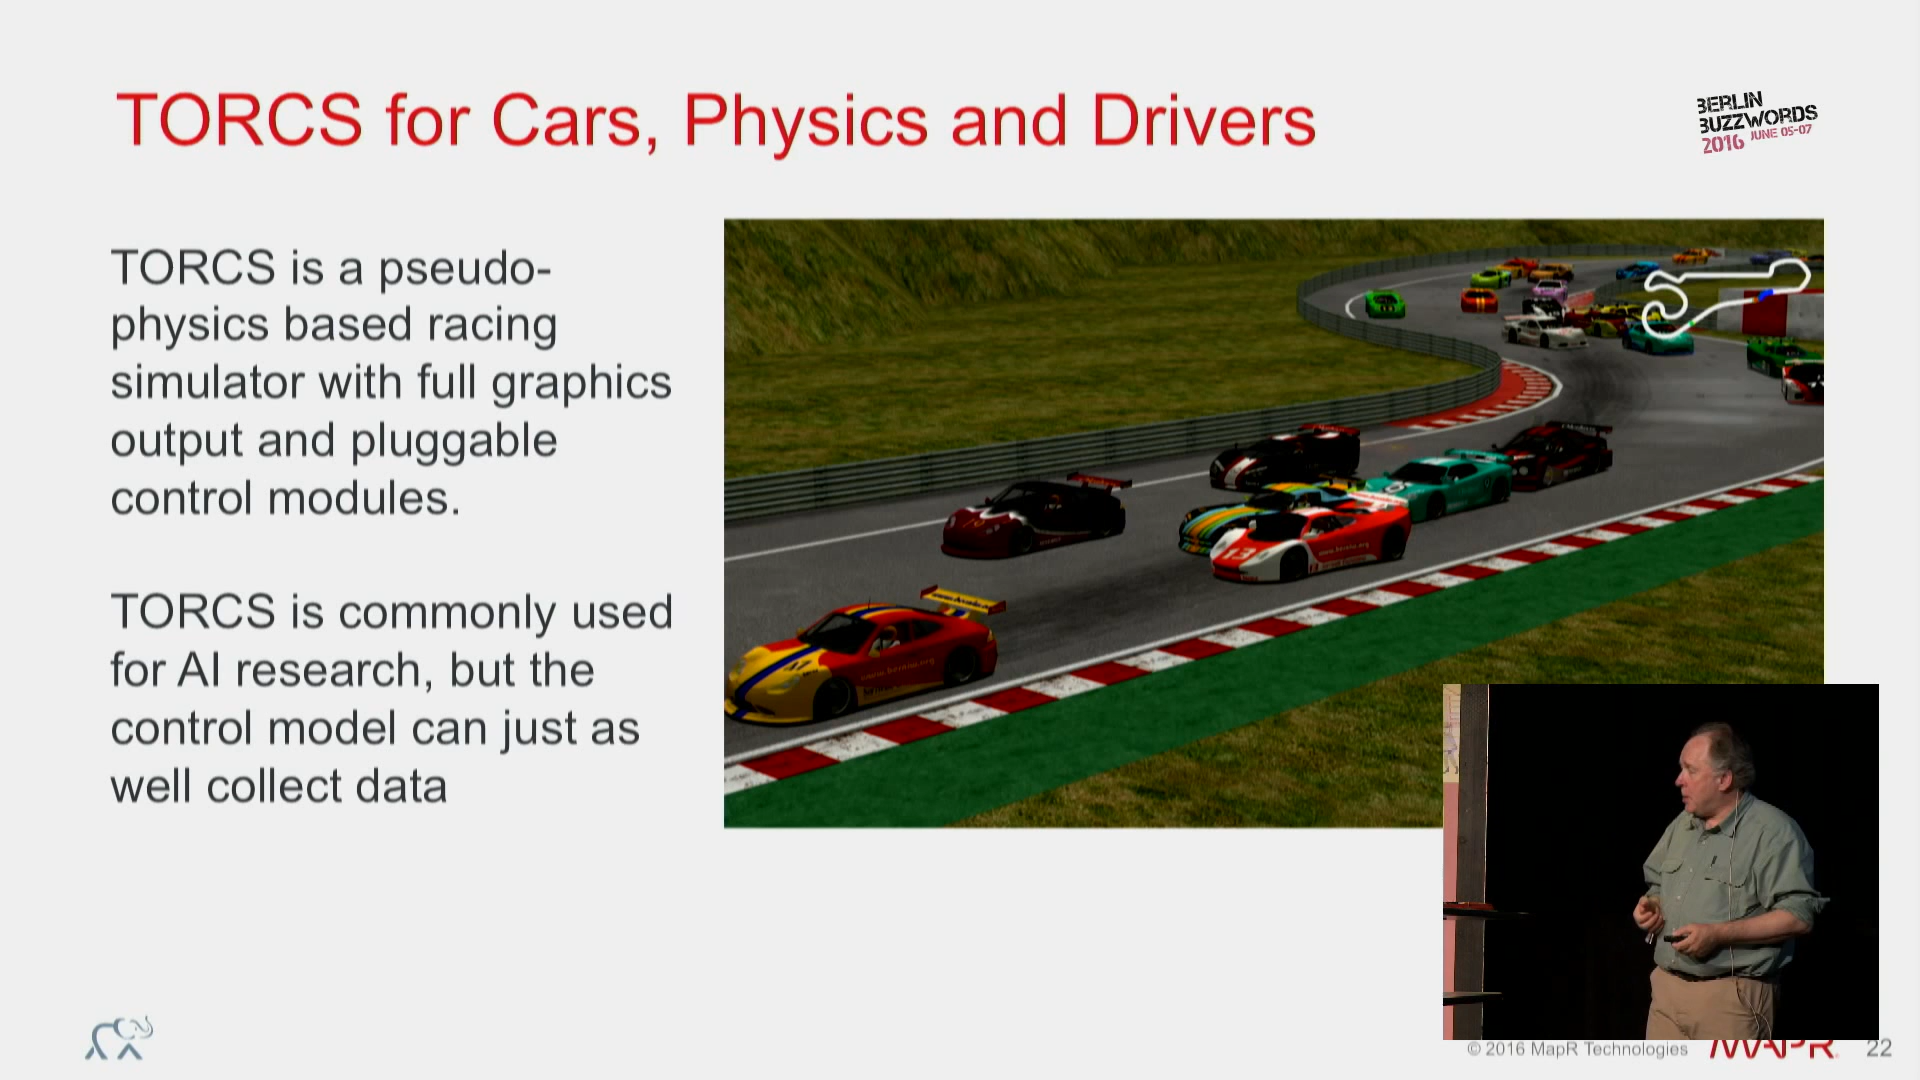 TORCS for Cars, Physics and Drivers
BERLIN
BUZZWORDS
2016 JUNE 05-07
TORCS is a pseudo-
physics based racing
simulator with full graphics
output and pluggable
control modules.
TORCS is commonly used
for AI research, but the
control model can just as
well collect data
13
© 2016 MapR Technologies
MAPR
22